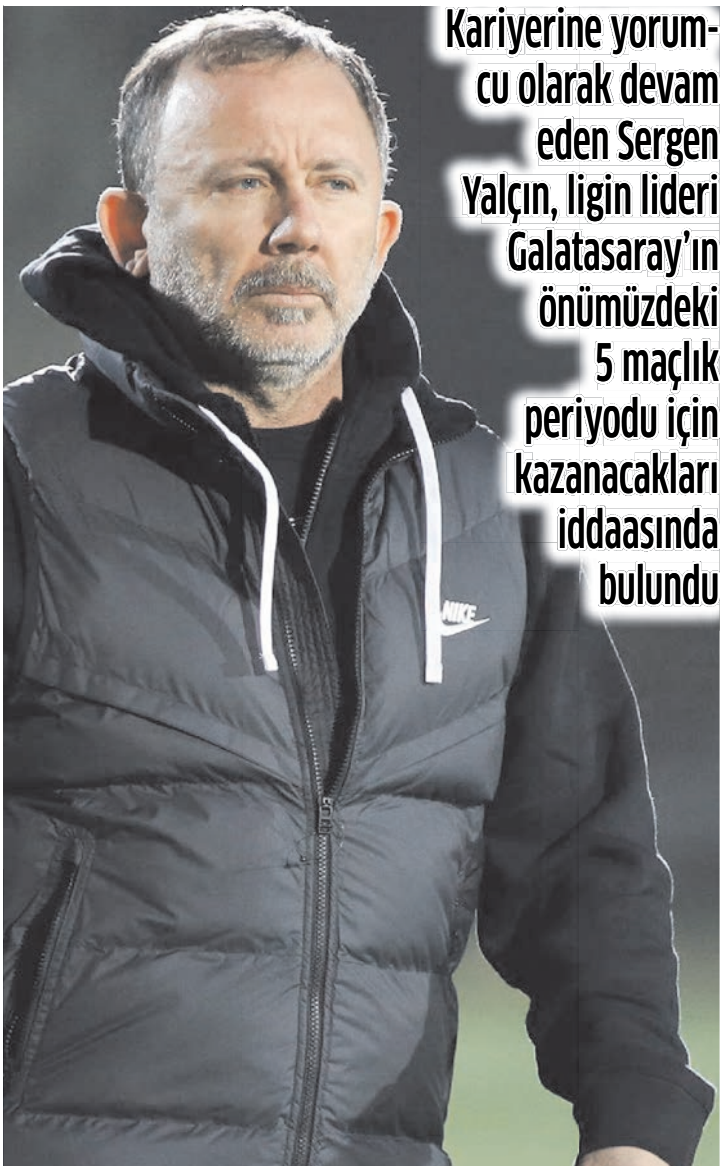 Kariyerine yorum-
cu olarak devam
eden Sergen
Yalçın, ligin lideri
Galatasaray’ın
önümüzdeki
5 maçlık
periyodu için
kazanacakları
iddaasında
bulundu
NIKE